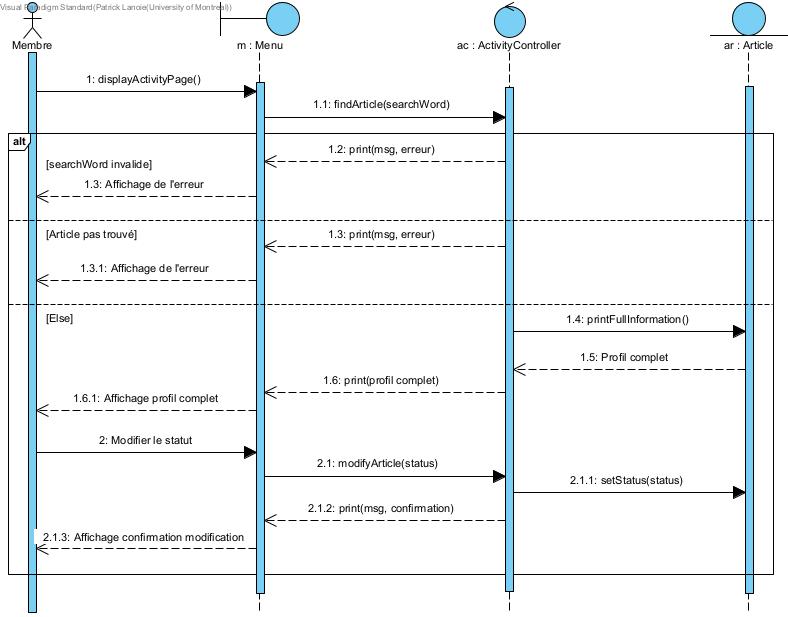 Visual Paradigm Standard(Patrick Lanoie(University of Montreal))
Membre
m : Menu
ac : ActivityController
ar : Article
1: displayActivityPage()
1.1: findArticle(searchWord)
alt
1.2: print(msg, erreur)
[searchWord invalide]
1.3: Affichage de l'erreur
[Article pas trouvé]
1.3: print(msg, erreur)
1.3.1: Affichage de l'erreur
[Else]
1.4: printFullInformation()
1.5: Profil complet
1.6: print(profil complet)
1.6.1: Affichage profil complet
2: Modifier le statut
2.1: modifyArticle(status)
2.1.1: setStatus(status)
2.1.2: print(msg, confirmation)
2.1.3: Affichage confirmation modification